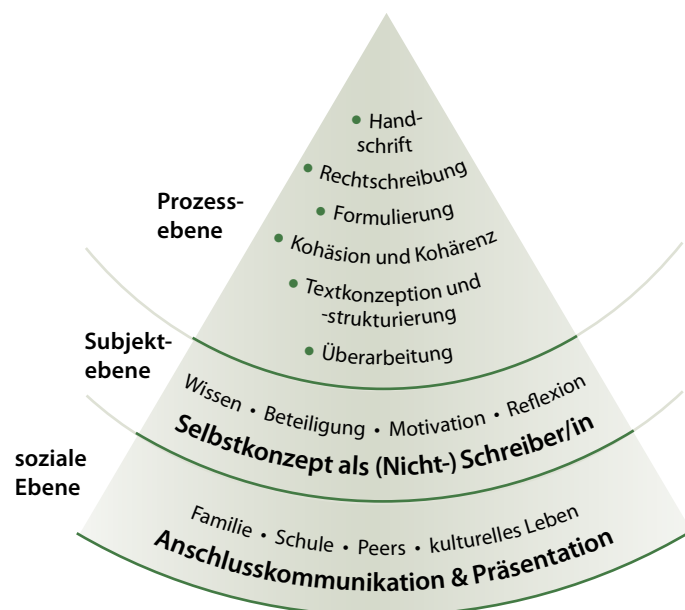 • Hand-
schrift
• Rechtschreibung
Prozess-
ebene
• Formulierung
• Kohäsion und Kohärenz
• Textkonzeption und
-strukturierung
• Überarbeitung
Subjekt-
ebene
Wissen • Beteiligung • Motivation • Reflexion
Selbstkonzept als (Nicht-) Schreiber/in
soziale
Ebene
Familie • Schule • Peers • kulturelles Leben
Anschlusskommunikation & Präsentation